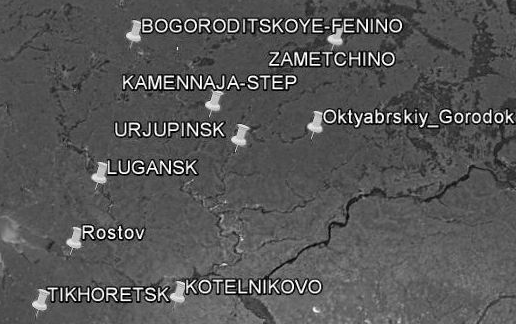 BOGORODITSKOYE-FENINO
ZAMETCHINO
KAMENNAJA-STEP
Oktyabrskiy_Gorodok
URJUPINSK
LUGANSK
Rostov
KOTELNIKOVO
TIKHORETSK